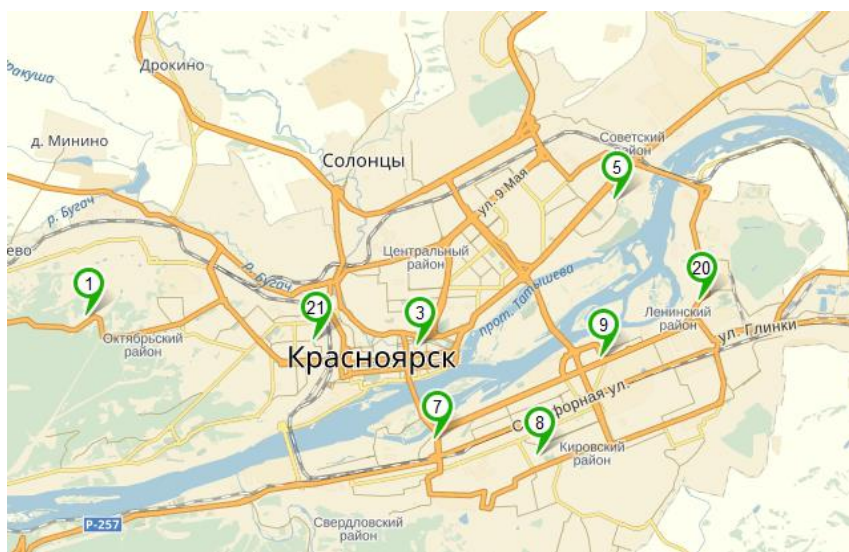 Дрокино
д. Минино
Солонцы
Советский
район
5
ул. 9 Мая
р. Бугач
Центральный
район
р. Бугач
прот. Татышева
20
1
21
3
9
Ленинский
район
ул. Глинки
Октябрьский
район
Красноярск
7
8
Кировский
район
Р-257
Свердловский
район